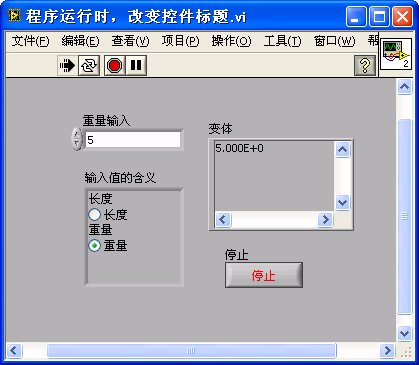 程序运行时，改变控件标题.vi
文件(F) 编辑(E) 查看(V) 项目(P) 操作(O) 工具(T) 窗口(W) 帮
?
2
重量输入
5
变体
5.000E+0
输入值的含义
长度
长度
重量
重量
停止
停止